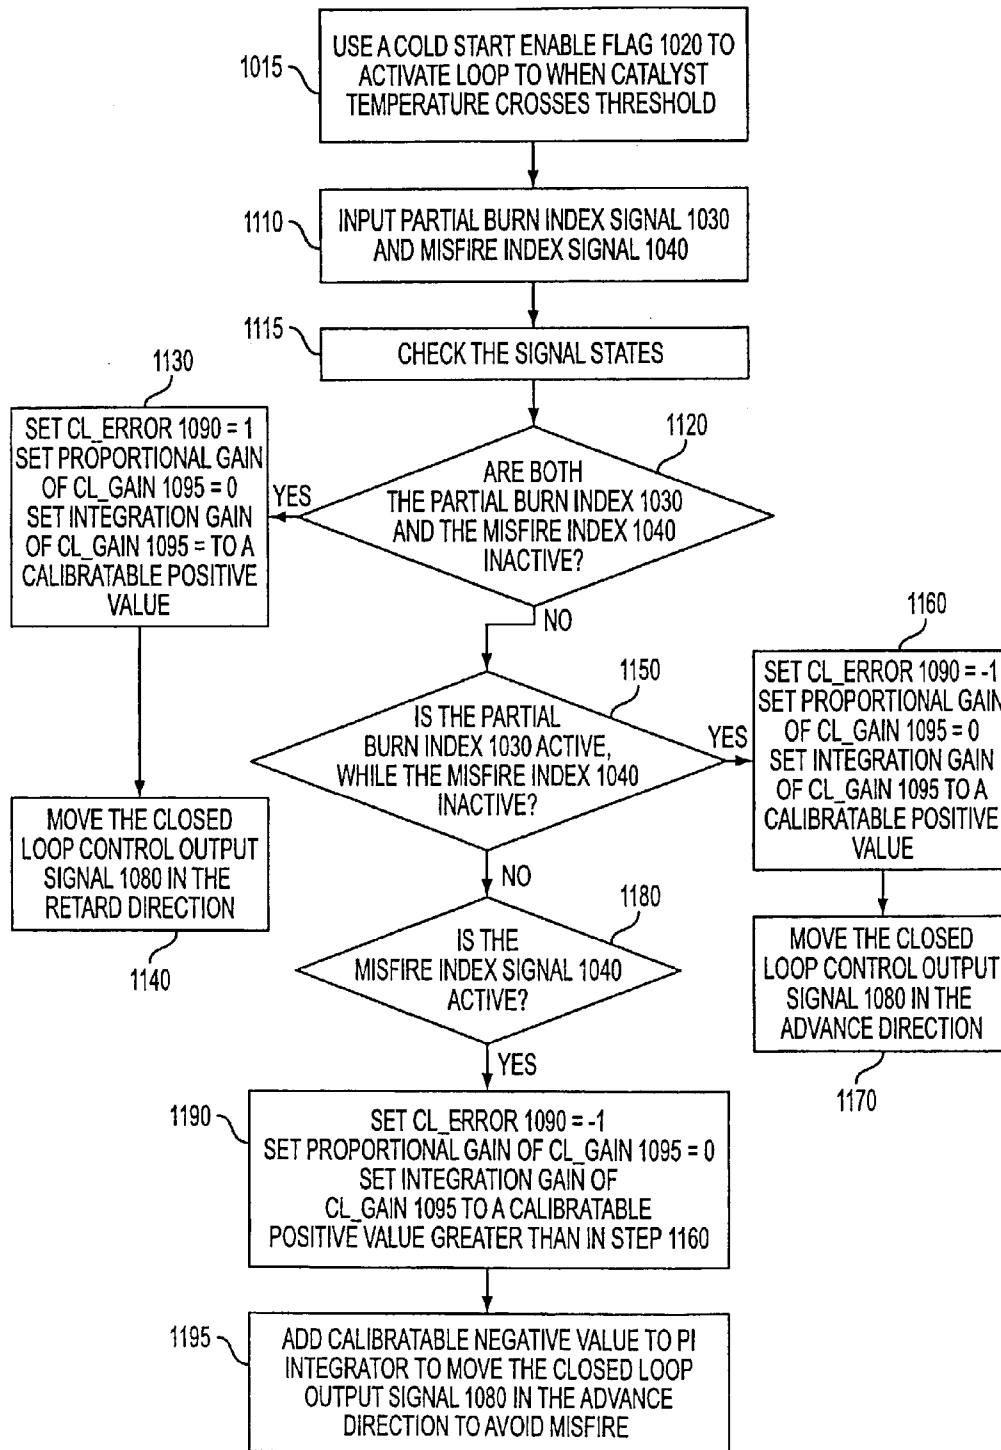 1015
USE A COLD START ENABLE FLAG 1020 TO
ACTIVATE LOOP TO WHEN CATALYST
TEMPERATURE CROSSES THRESHOLD
1110
INPUT PARTIAL BURN INDEX SIGNAL 1030
AND MISFIRE INDEX SIGNAL 1040
1115
CHECK THE SIGNAL STATES
1130
SET CL_ERROR 1090 = 1
SET PROPORTIONAL GAIN
OF CL_GAIN 1095 = 0
SET INTEGRATION GAIN
OF CL_GAIN 1095 = TO A
CALIBRATABLE POSITIVE
VALUE
YES
1120
ARE BOTH
THE PARTIAL BURN INDEX 1030
AND THE MISFIRE INDEX 1040
INACTIVE?
NO
MOVE THE CLOSED
LOOP CONTROL OUTPUT
SIGNAL 1080 IN THE
RETARD DIRECTION
1140
1150
IS THE PARTIAL
BURN INDEX 1030 ACTIVE,
WHILE THE MISFIRE INDEX 1040
INACTIVE?
YES
NO
1160
SET CL_ERROR 1090 = -1
SET PROPORTIONAL GAIN
OF CL_GAIN 1095 = 0
SET INTEGRATION GAIN
OF CL_GAIN 1095 TO A
CALIBRATABLE POSITIVE
VALUE
MOVE THE CLOSED
LOOP CONTROL OUTPUT
SIGNAL 1080 IN THE
ADVANCE DIRECTION
1170
1180
IS THE
MISFIRE INDEX SIGNAL 1040
ACTIVE?
YES
1190
SET CL_ERROR 1090 = -1
SET PROPORTIONAL GAIN OF CL_GAIN 1095 = 0
SET INTEGRATION GAIN OF
CL_GAIN 1095 TO A CALIBRATABLE
POSITIVE VALUE GREATER THAN IN STEP 1160
1195
ADD CALIBRATABLE NEGATIVE VALUE TO PI
INTEGRATOR TO MOVE THE CLOSED LOOP
OUTPUT SIGNAL 1080 IN THE ADVANCE
DIRECTION TO AVOID MISFIRE